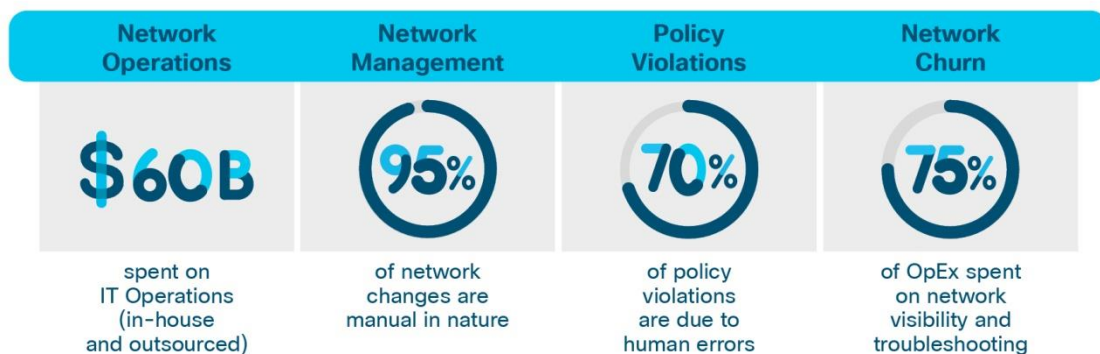 Network
Operations
Network
Management
Policy
Violations
Network
Churn
$60B
95%
70%
75%
spent on
IT Operations
(in-house
and outsourced)
of network
changes are
manual in nature
of policy
violations
are due to
human errors
of OpEx spent
on network
visibility and
troubleshooting